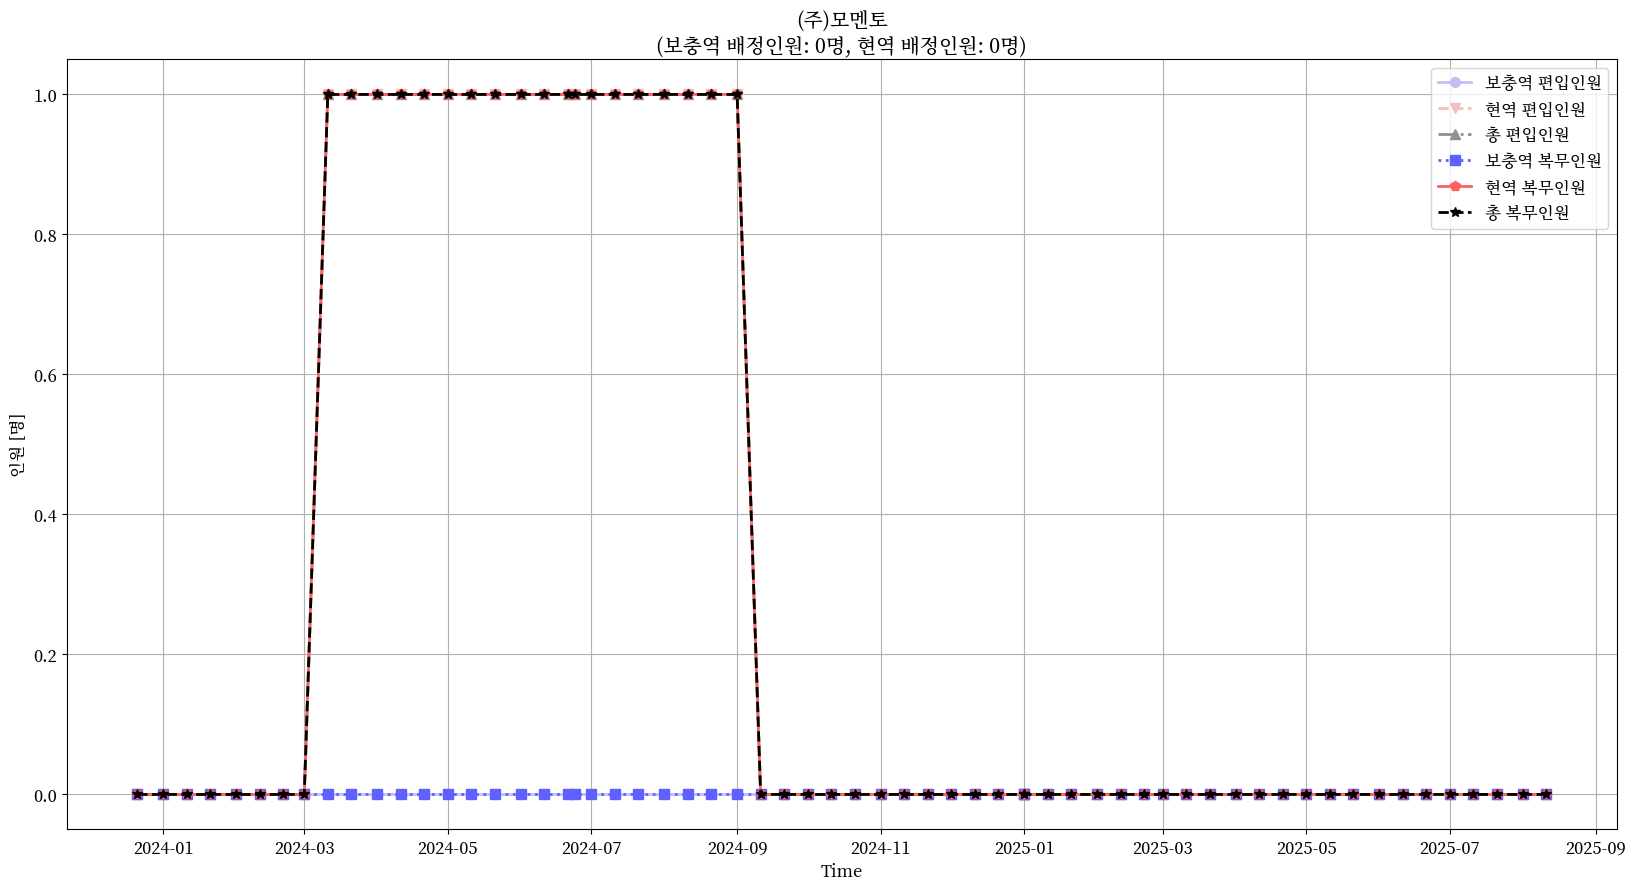 (주)모멘토
(보충역 배정인원: 0명, 현역 배정인원: 0명)
보충역 편입인원
현역 편입인원
총 편입인원
보충역 복무인원
현역 복무인원
총 복무인원
인원 [명]
1.0
0.8
0.6
0.4
0.2
0.0
2024-01
2024-03
2024-05
2024-07
2024-09
2024-11
2025-01
2025-03
2025-05
2025-07
2025-09
Time